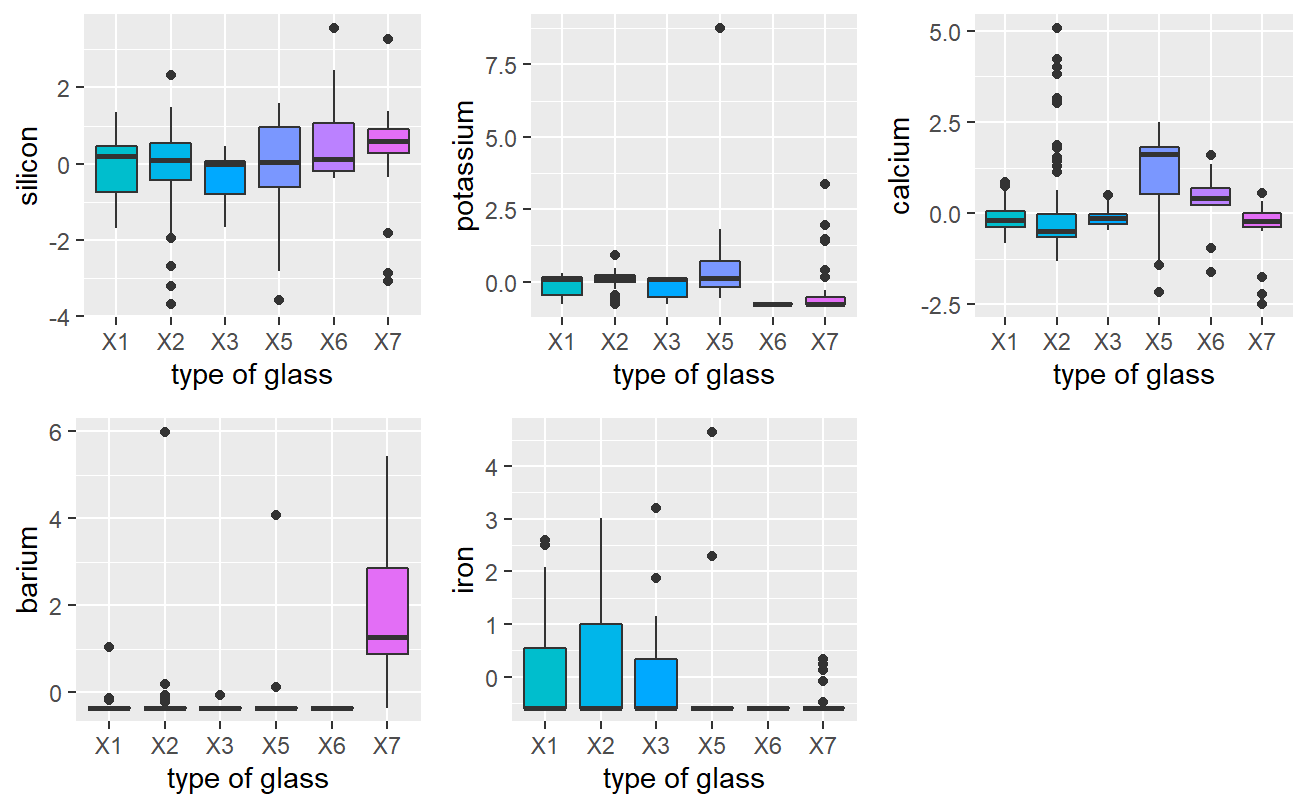 silicon
2
0
-2
-4
X1 X2 X3 X5 X6 X7
type of glass
potassium
7.5
5.0
2.5
0.0
X1 X2 X3 X5 X6 X7
type of glass
calcium
5.0
2.5
0.0
-2.5
X1 X2 X3 X5 X6 X7
type of glass
barium
6
4
2
0
X1 X2 X3 X5 X6 X7
type of glass
iron
4
3
2
1
0
X1 X2 X3 X5 X6 X7
type of glass